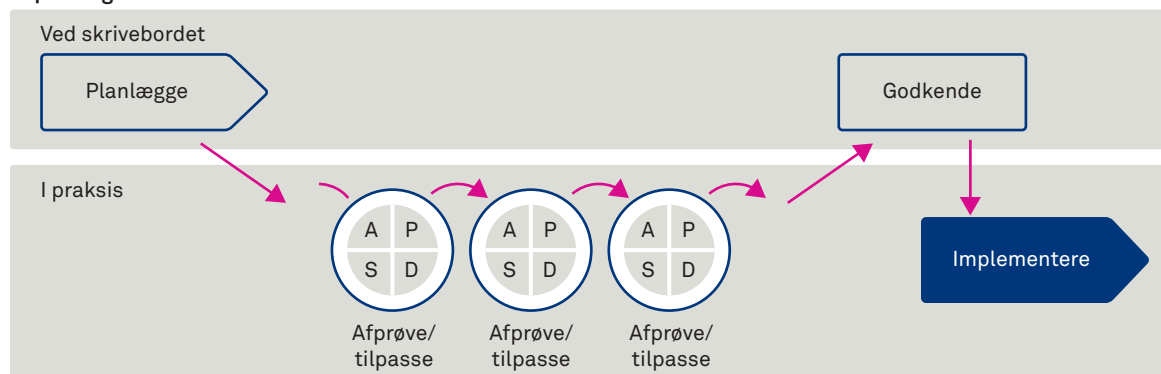 Ved skrivebordet
Planlægge
Godkende
I praksis
A P
S D
A P
S D
A P
S D
Implementere
Afprøve/
tilpasse
Afprøve/
tilpasse
Afprøve/
tilpasse